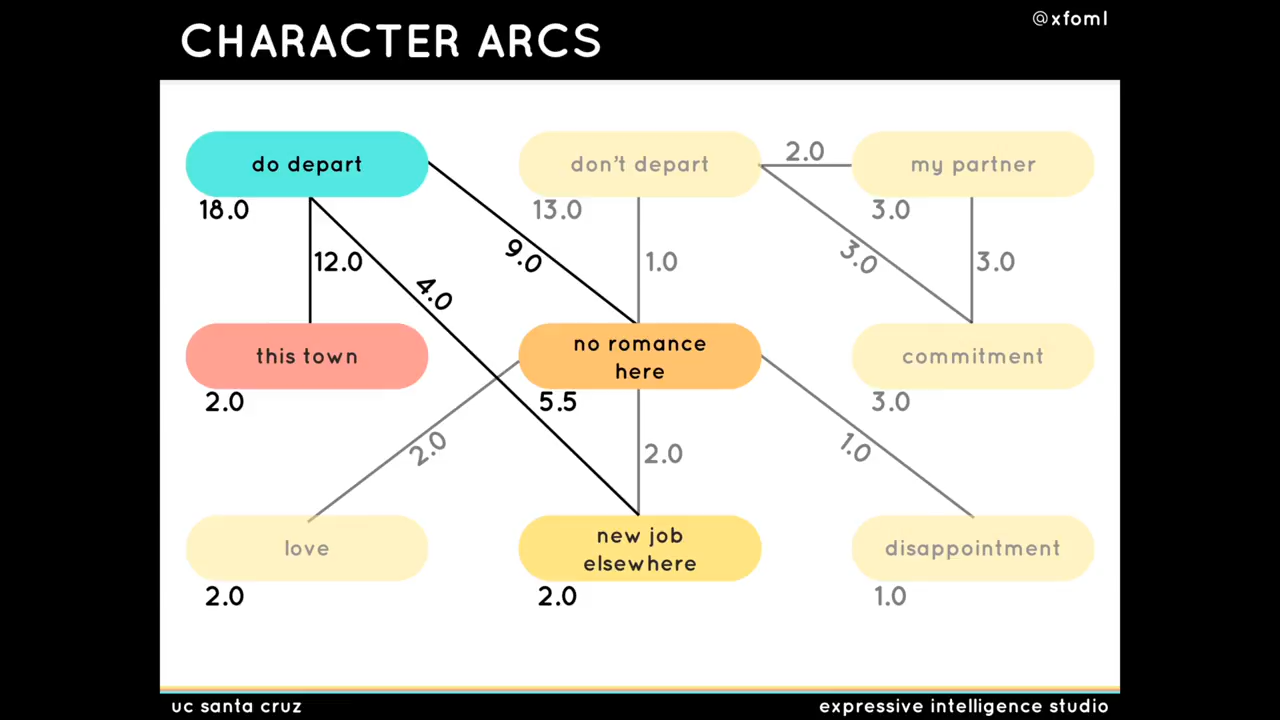 @xfoml
CHARACTER ARCS
do depart
don't depart
2.0
my partner
18.0
13.0
3.0
12.0
4.0
9.0
1.0
3.0
3.0
this town
no romance
here
commitment
2.0
5.5
3.0
2.0
2.0
1.0
love
new job
elsewhere
disappointment
2.0
2.0
1.0
uc santa cruz
expressive intelligence studio